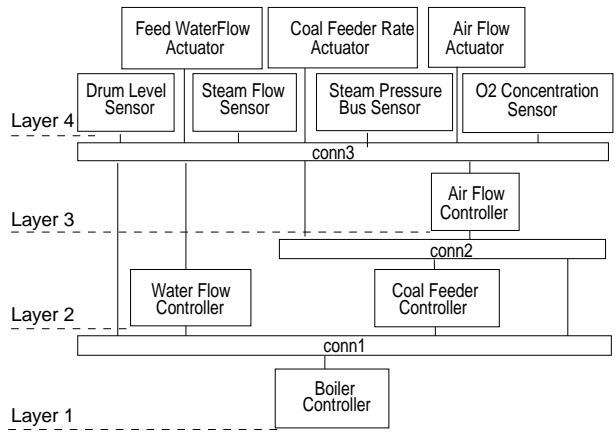 Feed WaterFlow
Actuator
Coal Feeder Rate
Actuator
Air Flow
Actuator
Drum Level
Sensor
Steam Flow
Sensor
Steam Pressure
Bus Sensor
O2 Concentration
Sensor
Layer 4
conn3
Air Flow
Controller
Layer 3
conn2
Water Flow
Controller
Coal Feeder
Controller
Layer 2
conn1
Boiler
Controller
Layer 1